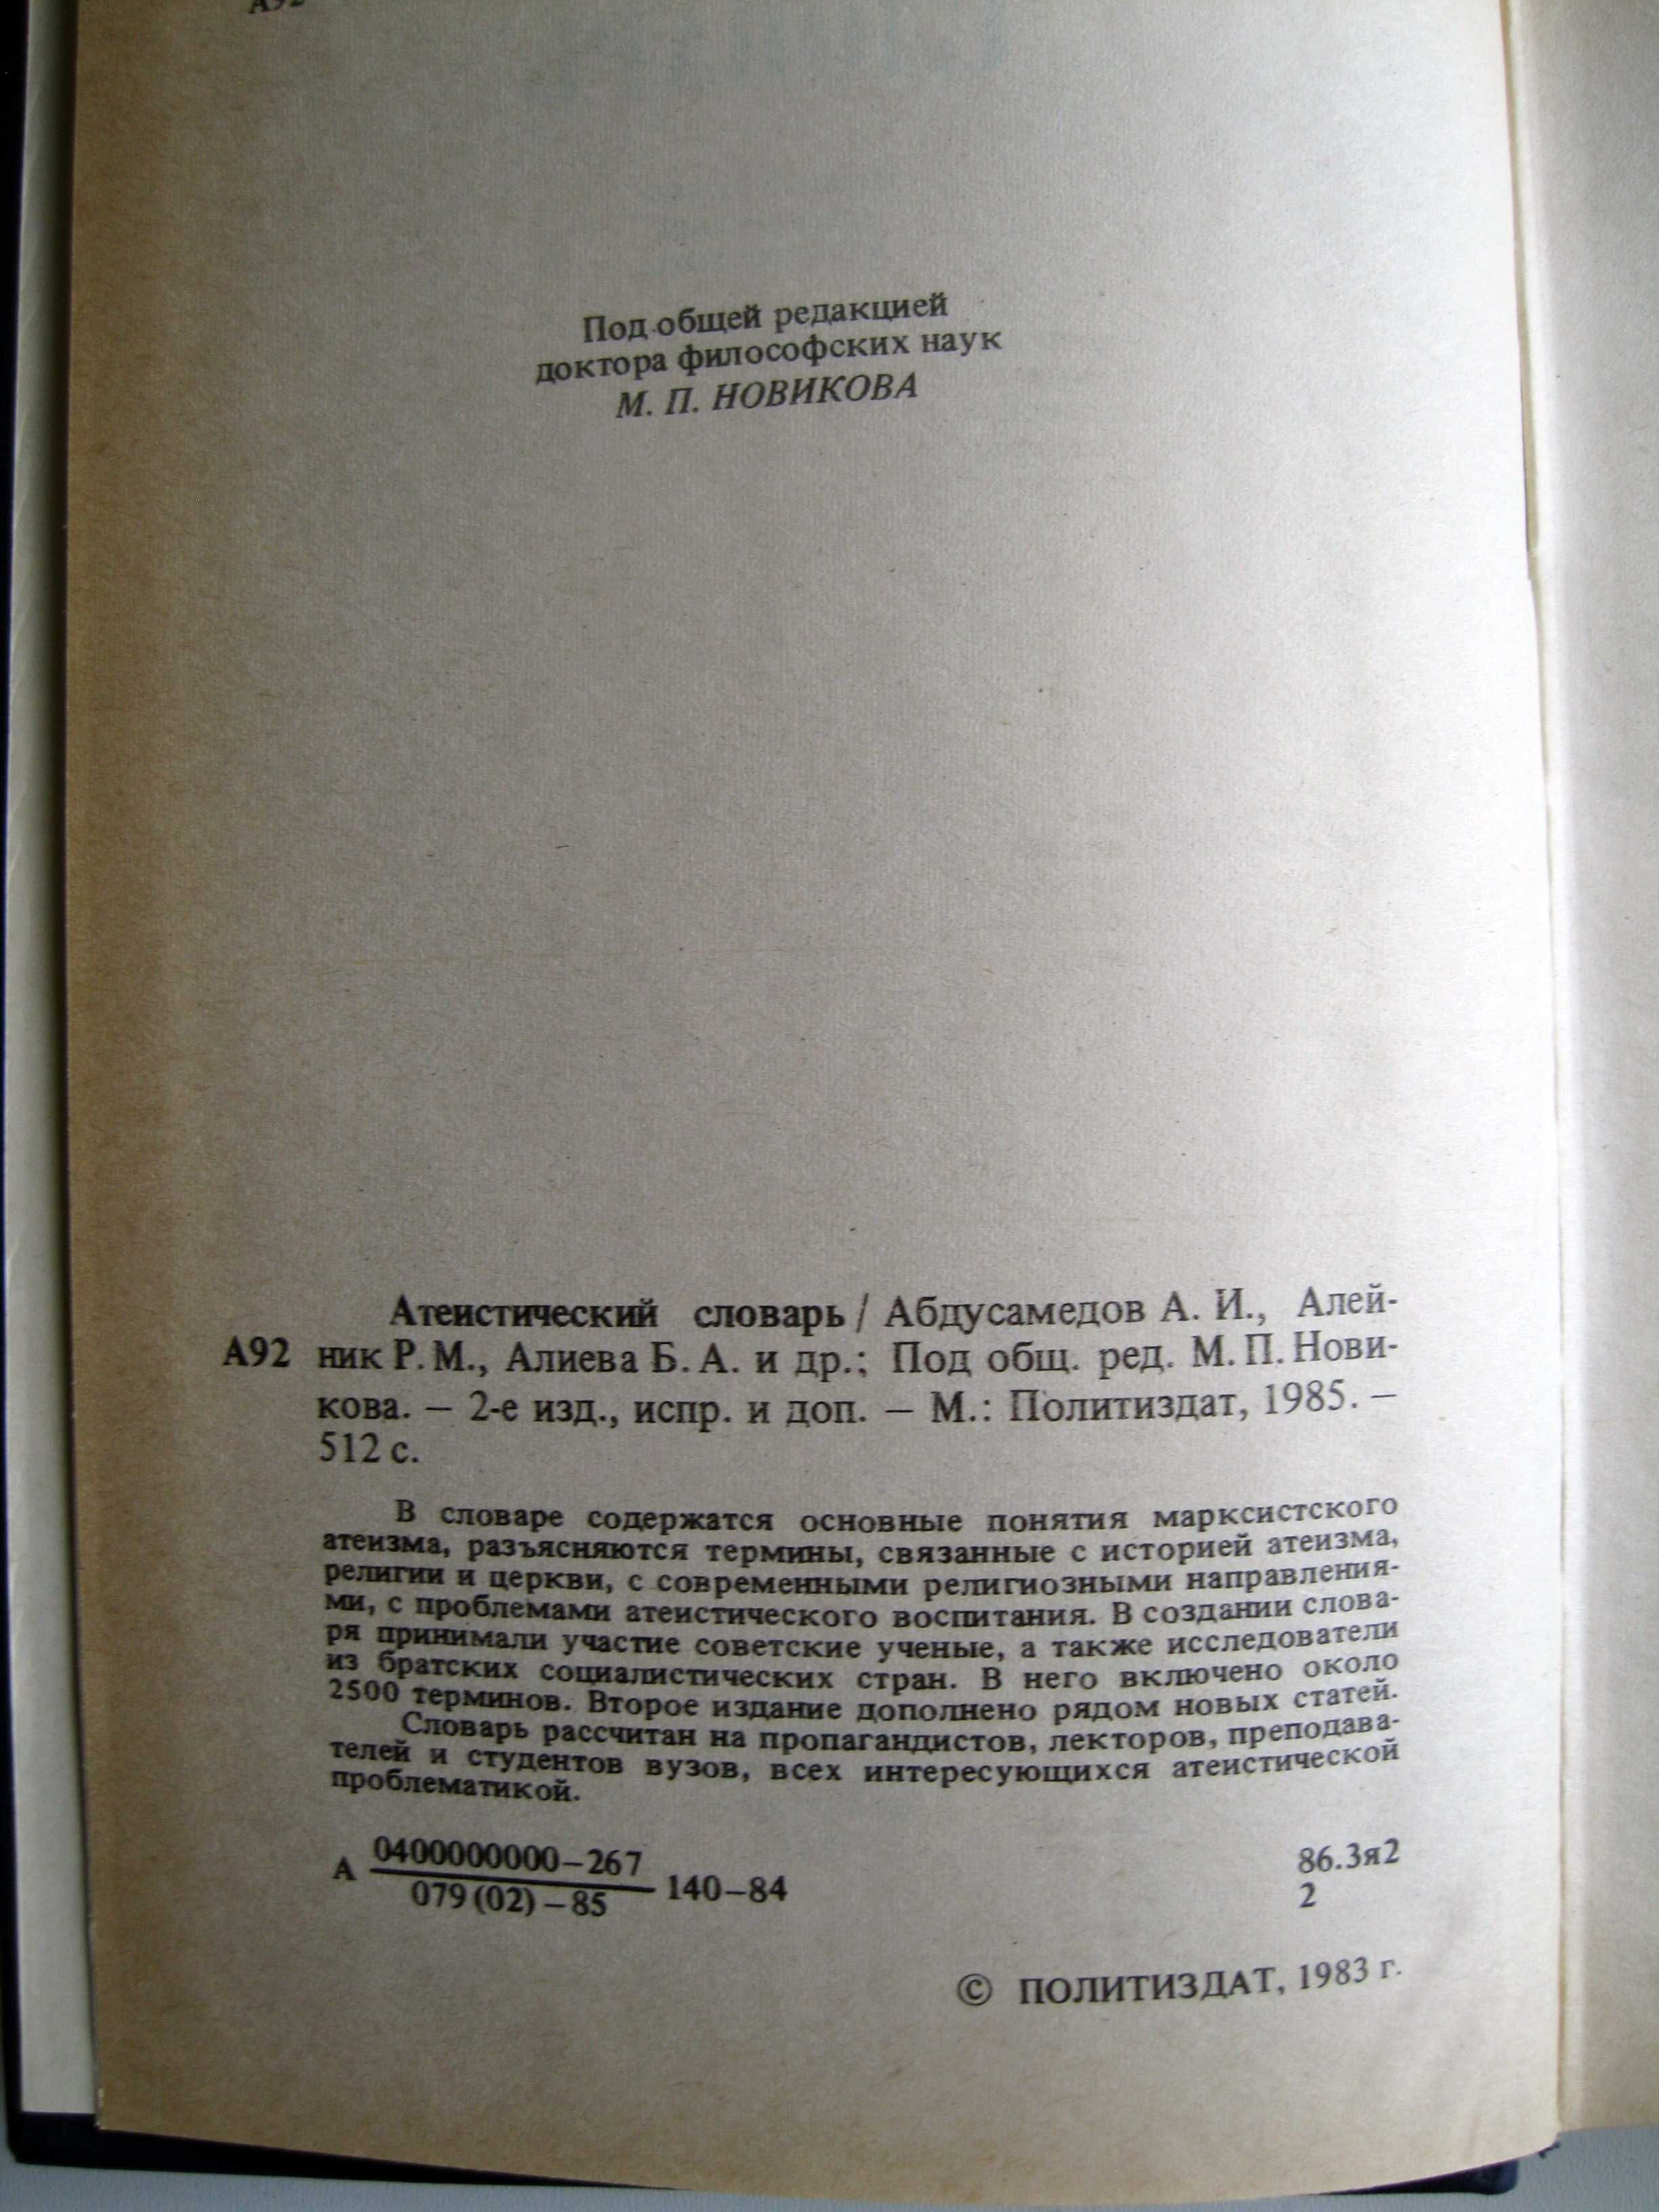 А92
Под общей редакцией
доктора философских наук
М. П. НОВИКОВА
Атеистический словарь / Абдусамедов А. И., Алей-
А92 ник Р. М., Алиева Б. А. и др.; Под общ. ред. М. П. Нови-
кова. — 2-е изд., испр. и доп. — М.: Политиздат, 1985. —
512 с.
В словаре содержатся основные понятия марксистского
атеизма, разъясняются термины, связанные с историей атеизма,
религии и церкви, с современными религиозными направления-
ми, с проблемами атеистического воспитания. В создании слова-
ря принимали участие советские ученые, а также исследователи
из братских социалистических стран. В него включено около
2500 терминов. Второе издание дополнено рядом новых статей.
Словарь рассчитан на пропагандистов, лекторов, преподава-
телей и студентов вузов, всех интересующихся атеистической
проблематикой.
А 0400000000—267
079(02)—85 140—84
86.3я2
2
© ПОЛИТИЗДАТ, 1983 г.